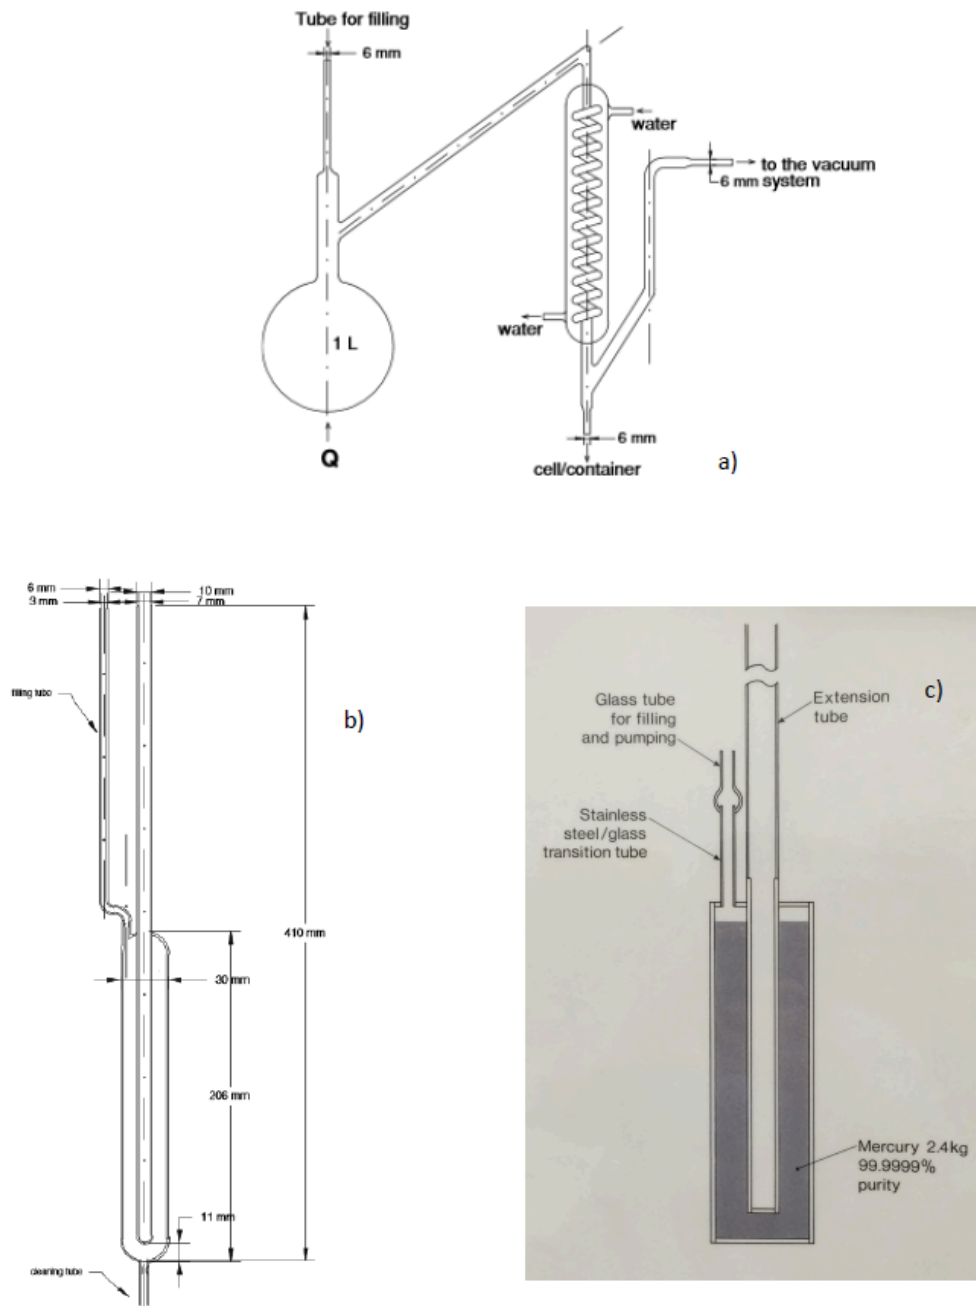 Tube for filling
6 mm
water
to the vacuum
6 mm system
water
1 L
Q
6 mm
cell/container
a)
6 mm
10 mm
3 mm
7 mm
filling tube
b)
410 mm
30 mm
206 mm
11 mm
cleaning tube
c)
Glass tube
for filling
and pumping
Extension
tube
Stainless
steel/glass
transition tube
Mercury 2.4kg
99.9999%
purity